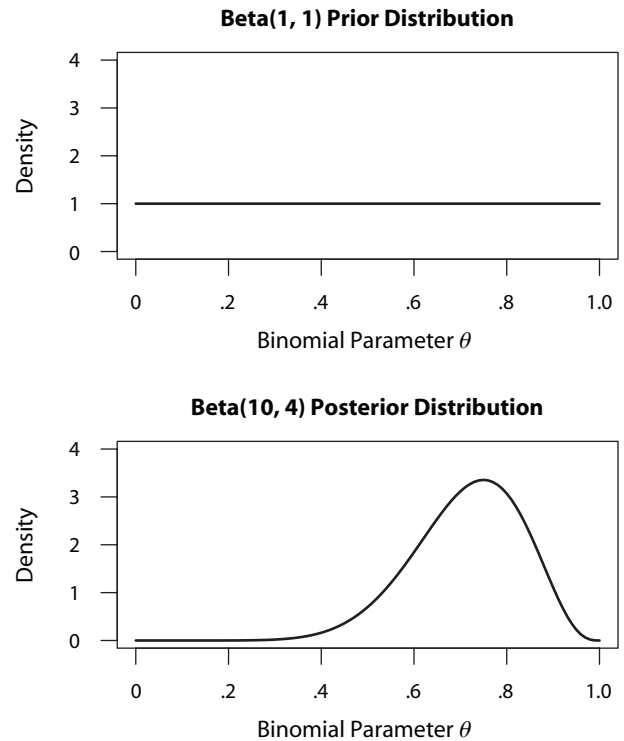 Beta(1, 1) Prior Distribution
4
3
2
1
0
Density
0 .2 .4 .6 .8 1.0
Binomial Parameter θ
Beta(10, 4) Posterior Distribution
4
3
2
1
0
Density
0 .2 .4 .6 .8 1.0
Binomial Parameter θ